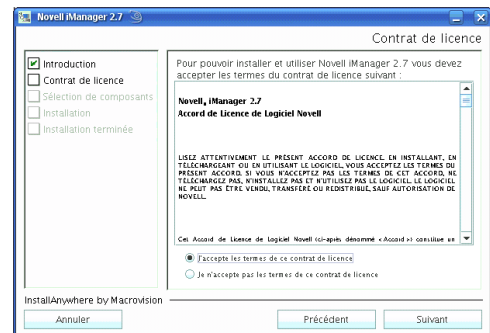 Novell iManager 2.7
Contrat de licence
Introduction
Contrat de licence
Sélection de composants
Installation
Installation terminée
Pour pouvoir installer et utiliser Novell iManager 2.7 vous devez
accepter les termes du contrat de licence suivant :
Novell, iManager 2.7
Accord de Licence de Logiciel Novell
LISEZ ATTENTIVEMENT LE PRÉSENT ACCORD DE LICENCE. EN INSTALLANT, EN
TÉLÉCHARGEANT OU EN UTILISANT LE LOGICIEL, VOUS ACCEPTEZ LES TERMES DU
PRÉSENT ACCORD. SI VOUS N'ACCEPTEZ PAS LES TERMES DE CET ACCORD, NE
TÉLÉCHARGEZ PAS, N'INSTALLEZ PAS ET N'UTILISEZ PAS LE LOGICIEL. LE LOGICIEL
NE PEUT PAS ÊTRE VENDU, TRANSFÉRÉ OU REDISTRIBUÉ, SAUF AUTORISATION DE
NOVELL.
Cet Accord de Licence de Logiciel Novell (ci-après dénommé « Accord ») constitue un
J'accepte les termes de ce contrat de licence
Je n'accepte pas les termes de ce contrat de licence
InstallAnywhere by Macrovision
Annuler
Précédent
Suivant